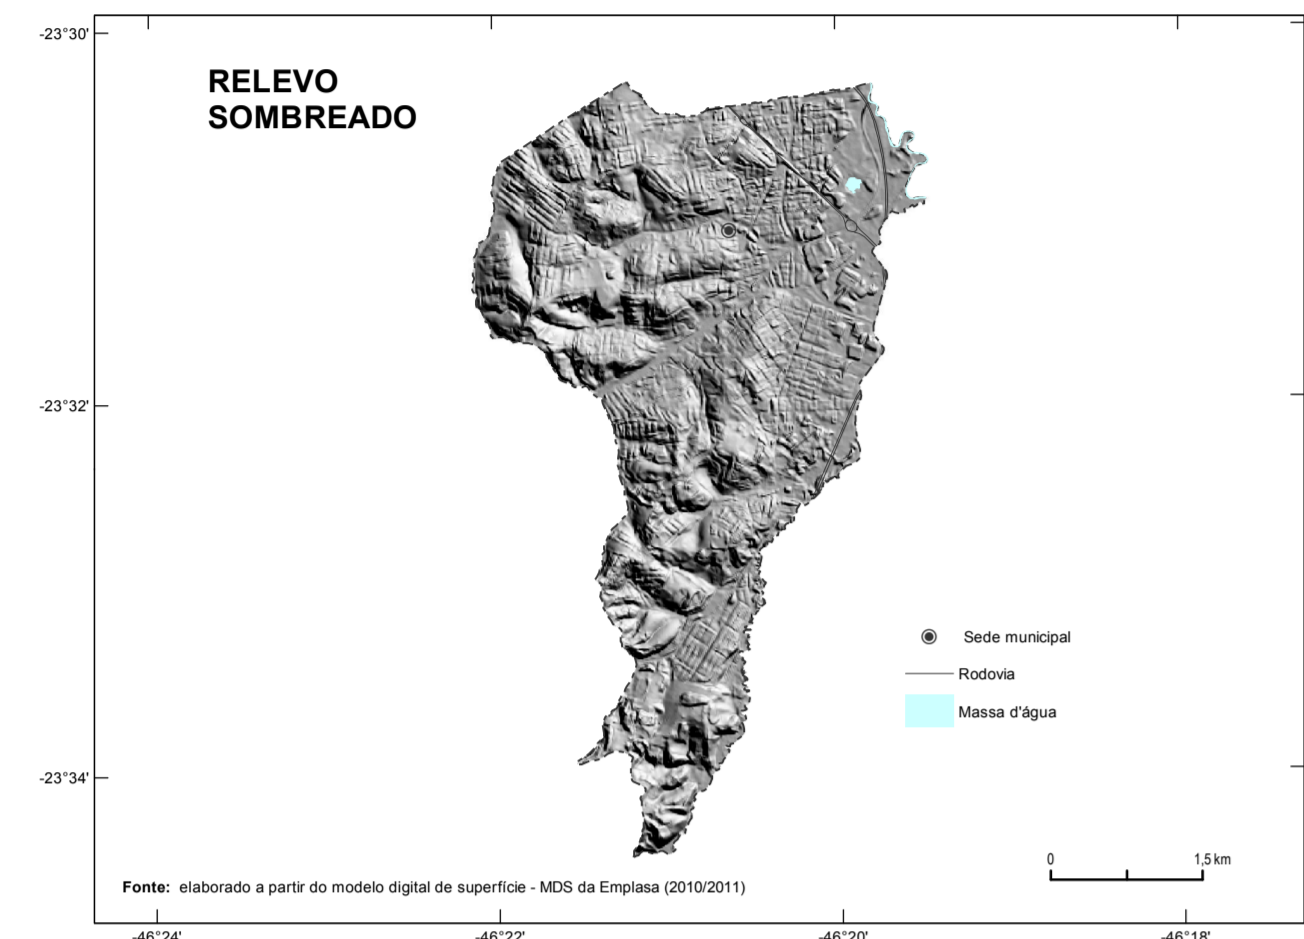 -23°30'
RELEVO
SOMBREADO
-23°32'
Sede municipal
Rodovia
Massa d'água
-23°34'
0 1,5 km
Fonte: elaborado a partir do modelo digital de superfície - MDS da Emplasa (2010/2011)
-46°24' -46°22' -46°20' -46°18'